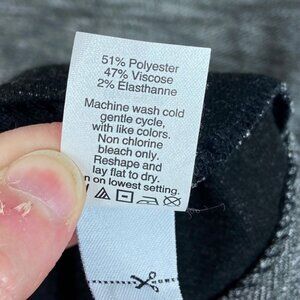 51% Polyester
47% Viscose
2% Elasthanne
Machine wash cold
gentle cycle,
with like colors.
Non chlorine
bleach only.
Reshape and
lay flat to dry.
n on lowest setting.